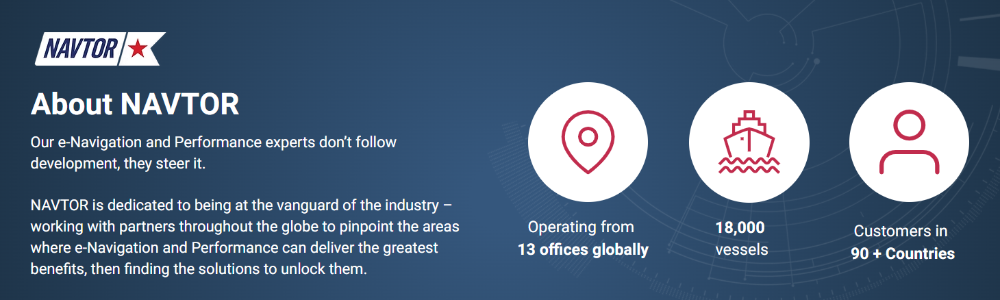 NAVTOR
About NAVTOR
Our e-Navigation and Performance experts don’t follow
development, they steer it.
NAVTOR is dedicated to being at the vanguard of the industry –
working with partners throughout the globe to pinpoint the areas
where e-Navigation and Performance can deliver the greatest
benefits, then finding the solutions to unlock them.
Operating from
13 offices globally
18,000
vessels
Customers in
90 + Countries